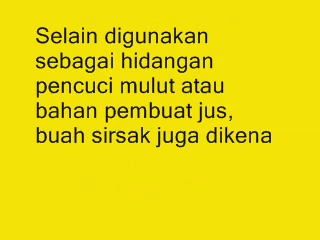 Selain digunakan
sebagai hidangan
pencuci mulut atau
bahan pembuat jus,
buah sirsak juga dikena